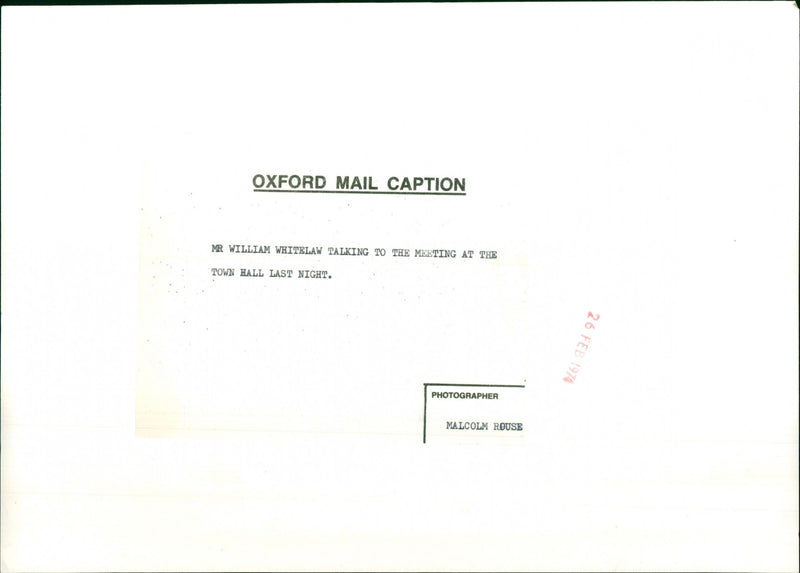 OXFORD MAIL CAPTION
MR WILLIAM WHITELAW TALKING TO THE MEETING AT THE
TOWN HALL LAST NIGHT.
26 FEB 1974
PHOTOGRAPHER
MALCOLM ROUSE